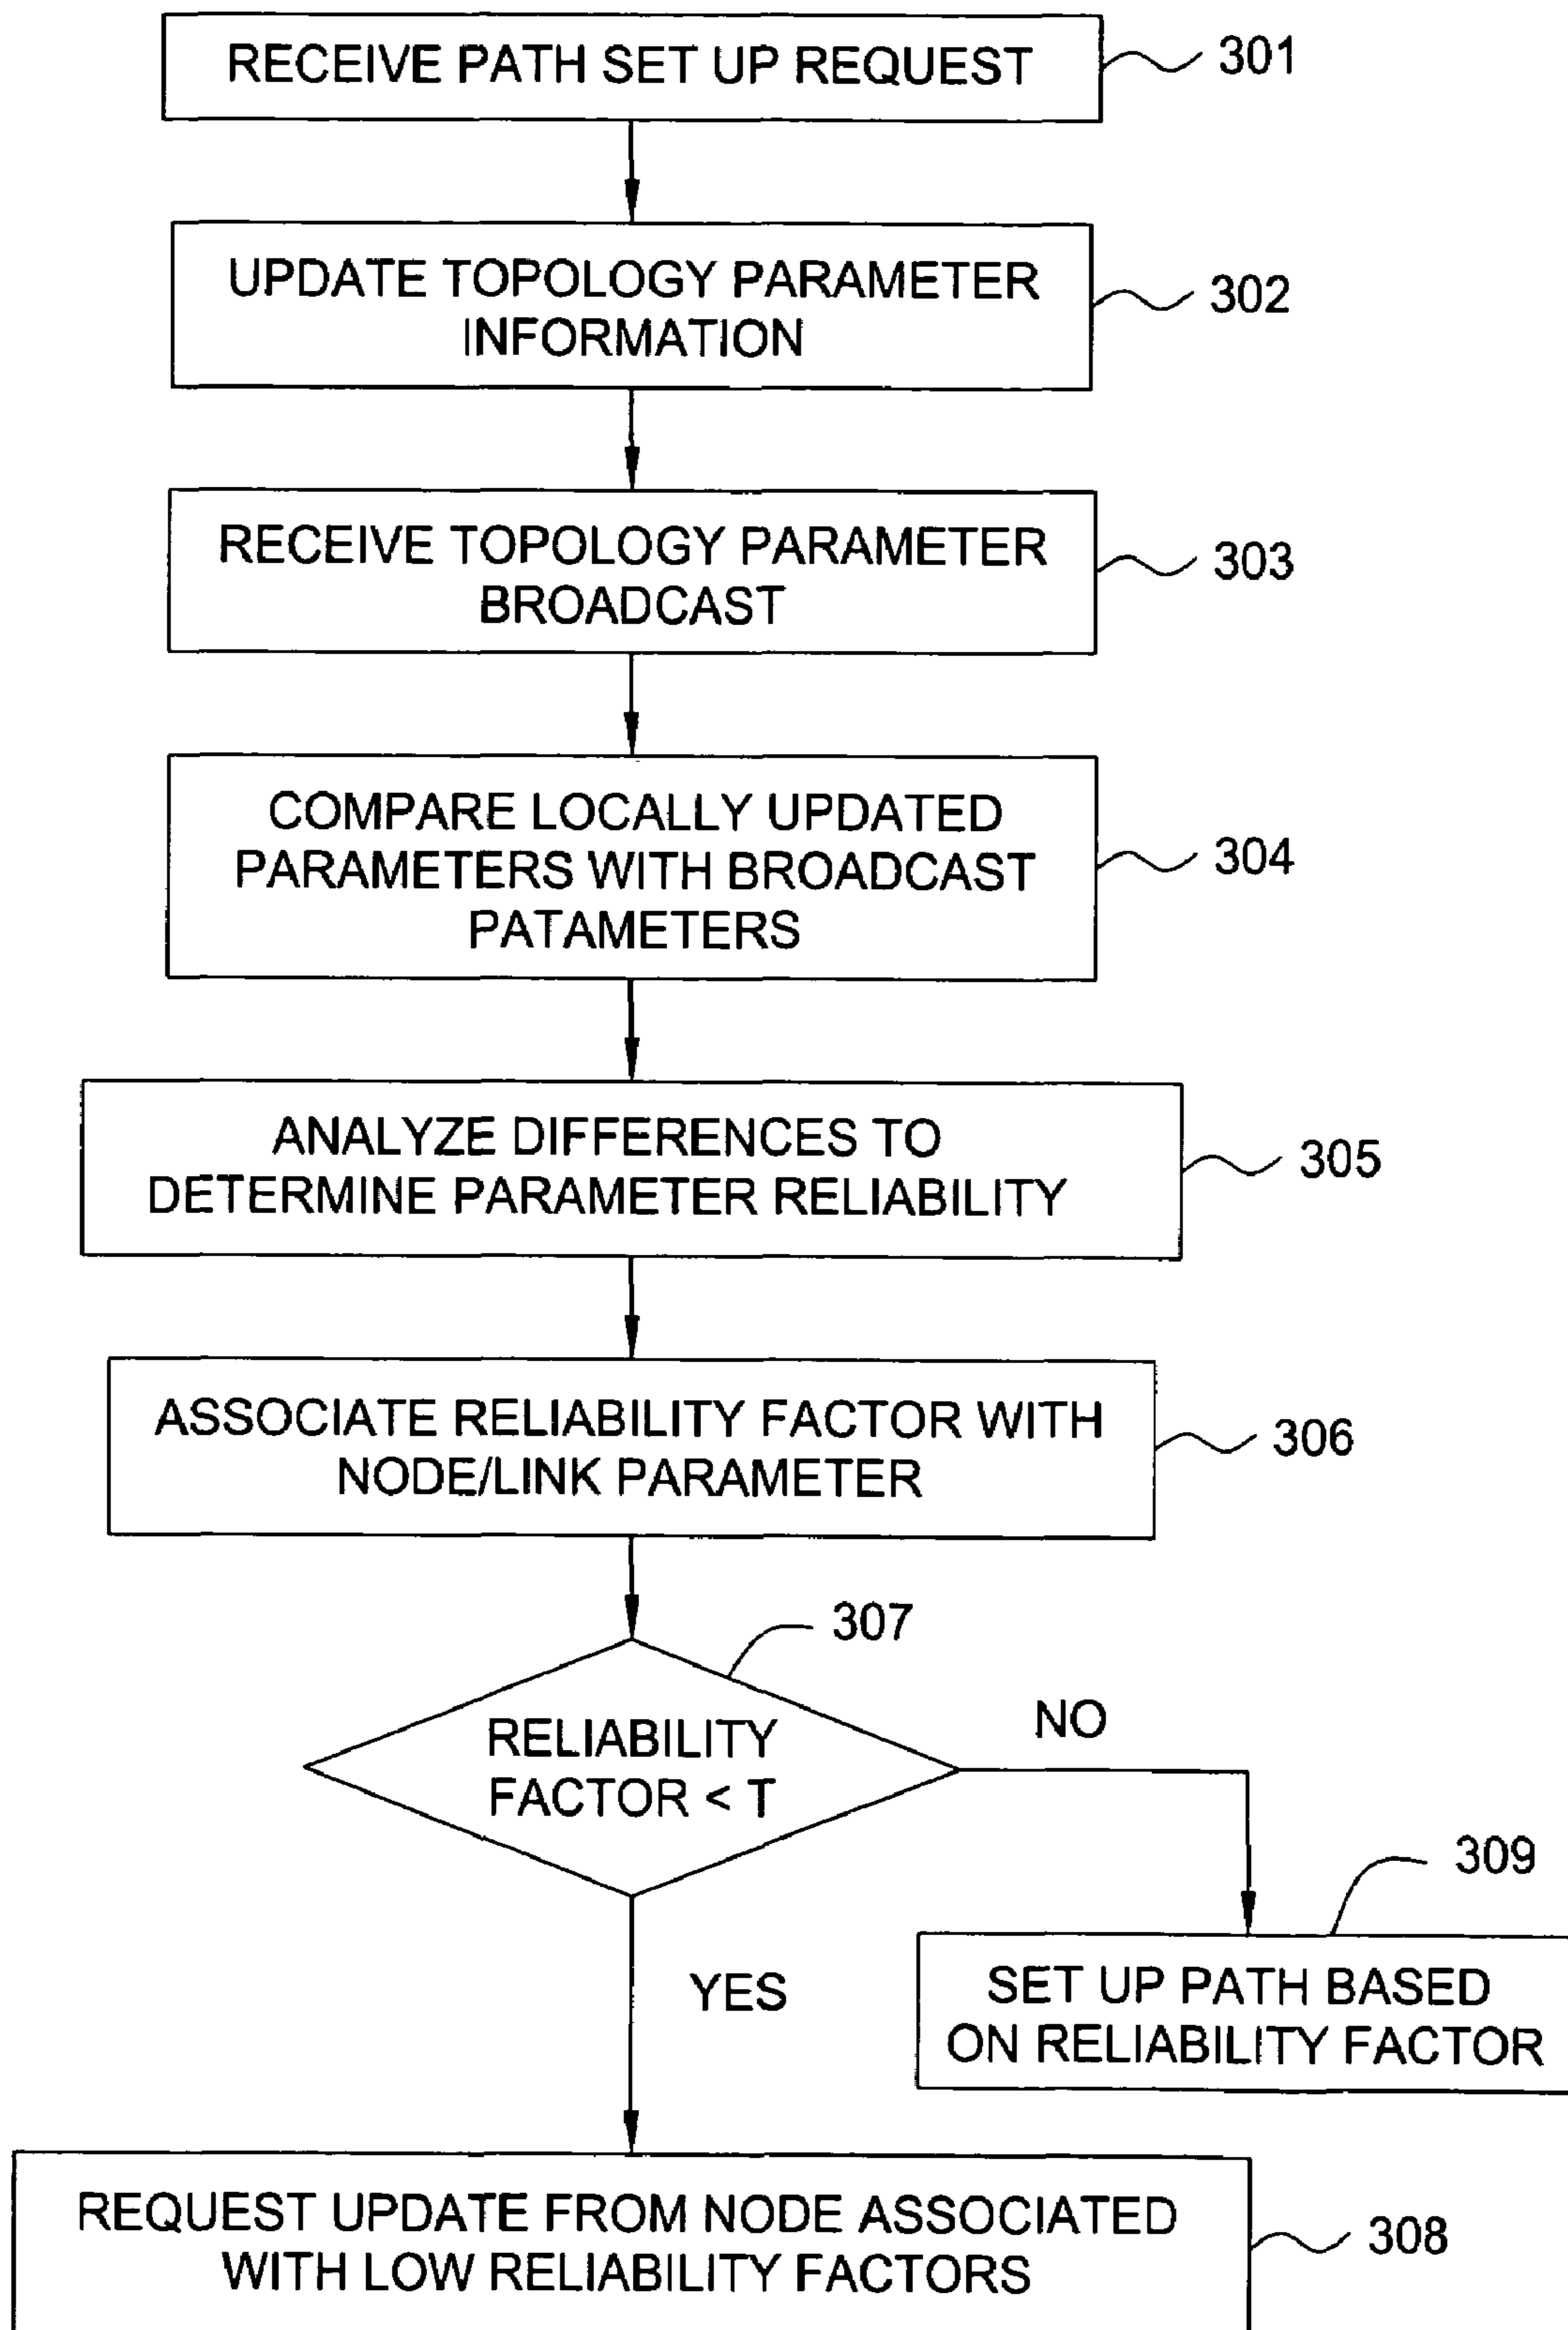 RECEIVE PATH SET UP REQUEST
301
UPDATE TOPOLOGY PARAMETER
INFORMATION
302
RECEIVE TOPOLOGY PARAMETER
BROADCAST
303
COMPARE LOCALLY UPDATED
PARAMETERS WITH BROADCAST
PATAMETERS
304
ANALYZE DIFFERENCES TO
DETERMINE PARAMETER RELIABILITY
305
ASSOCIATE RELIABILITY FACTOR WITH
NODE/LINK PARAMETER
306
307
RELIABILITY
FACTOR < T
NO
YES
309
SET UP PATH BASED
ON RELIABILITY FACTOR
REQUEST UPDATE FROM NODE ASSOCIATED
WITH LOW RELIABILITY FACTORS
308